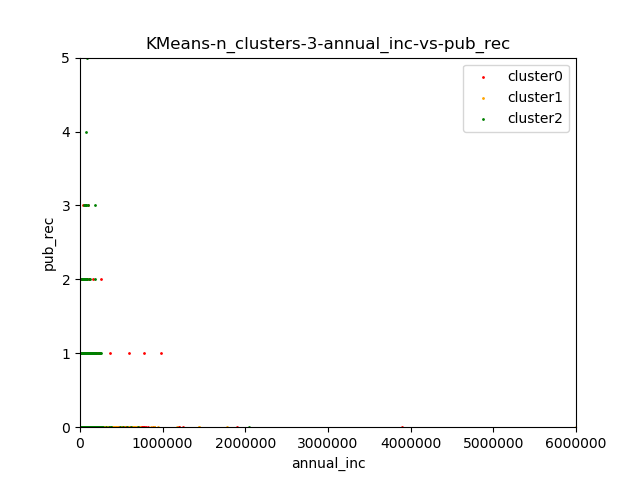 KMeans-n_clusters-3-annual_inc-vs-pub_rec
cluster0
cluster1
cluster2
5
4
3
2
1
0
pub_rec
0 1000000 2000000 3000000 4000000 5000000 6000000
annual_inc